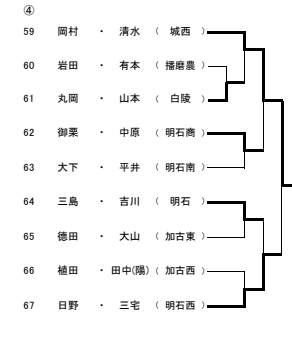 ④
59 岡村 ・ 清水 ( 城西 )
60 岩田 ・ 有本 ( 播磨農 )
61 丸岡 ・ 山本 ( 白陵 )
62 御栗 ・ 中原 ( 明石商 )
63 大下 ・ 平井 ( 明石南 )
64 三島 ・ 吉川 ( 明石 )
65 徳田 ・ 大山 ( 加古東 )
66 植田 ・ 田中(陽) ( 加古西 )
67 日野 ・ 三宅 ( 明石西 )